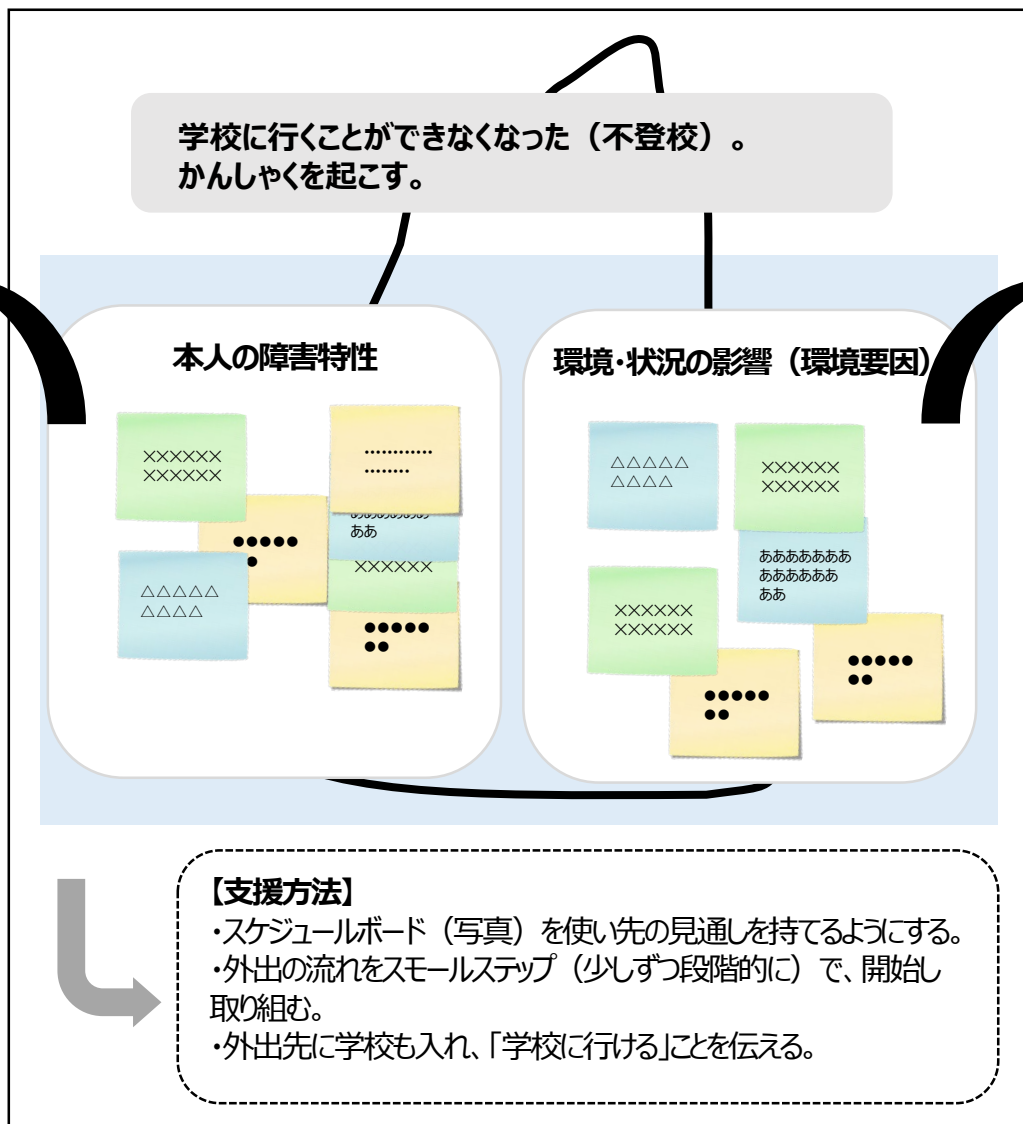 学校に行くことができなくなった（不登校）。
かんしゃくを起こす。
本人の障害特性
××××××
××××××
••••••••••••
••••••••
●●●●●
●
ああ
××××××
△△△△△
△△△△
●●●●●
●●
環境・状況の影響（環境要因）
△△△△△
△△△△
××××××
××××××
あああああああ
ああああああ
ああ
××××××
××××××
●●●●●
●●
●●●●●
●●
【支援方法】
・スケジュールボード（写真）を使い先の見通しを持てるようにする。
・外出の流れをスモールステップ（少しずつ段階的に）で、開始し
取り組む。
・外出先に学校も入れ、「学校に行ける」ことを伝える。